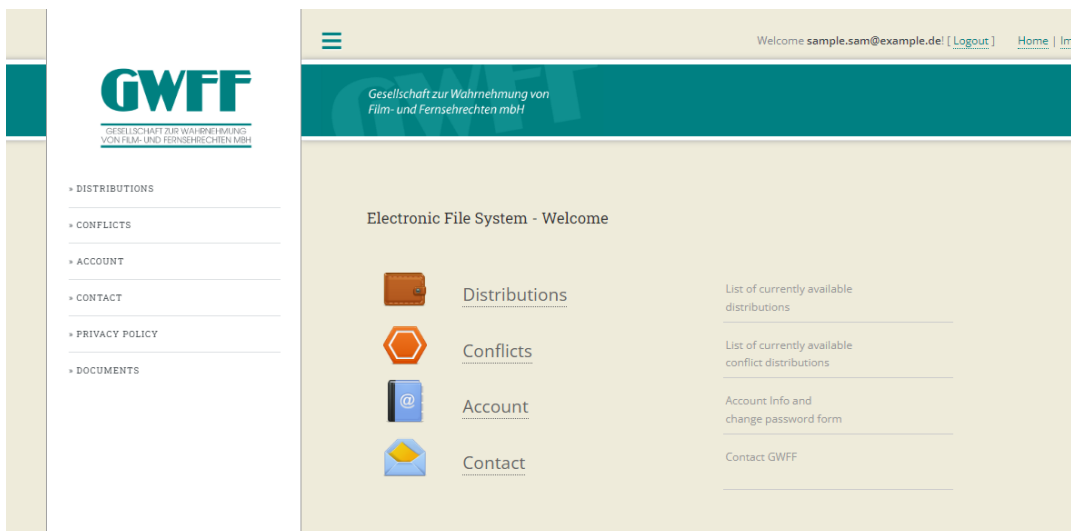 Welcome sample.sam@example.de! [ Logout ] Home |
GWFF
GESELLSCHAFT ZUR WAHRNEHMUNG
VON FILM- UND FERNSEHRECHTEN MBH
Gesellschaft zur Wahrnehmung von
Film- und Fernsehrechten mbH
» DISTRIBUTIONS
» CONFLICTS
» ACCOUNT
» CONTACT
» PRIVACY POLICY
» DOCUMENTS
Electronic File System - Welcome
Distributions
List of currently available
distributions
Conflicts
List of currently available
conflict distributions
Account
Account Info and
change password form
Contact
Contact GWFF